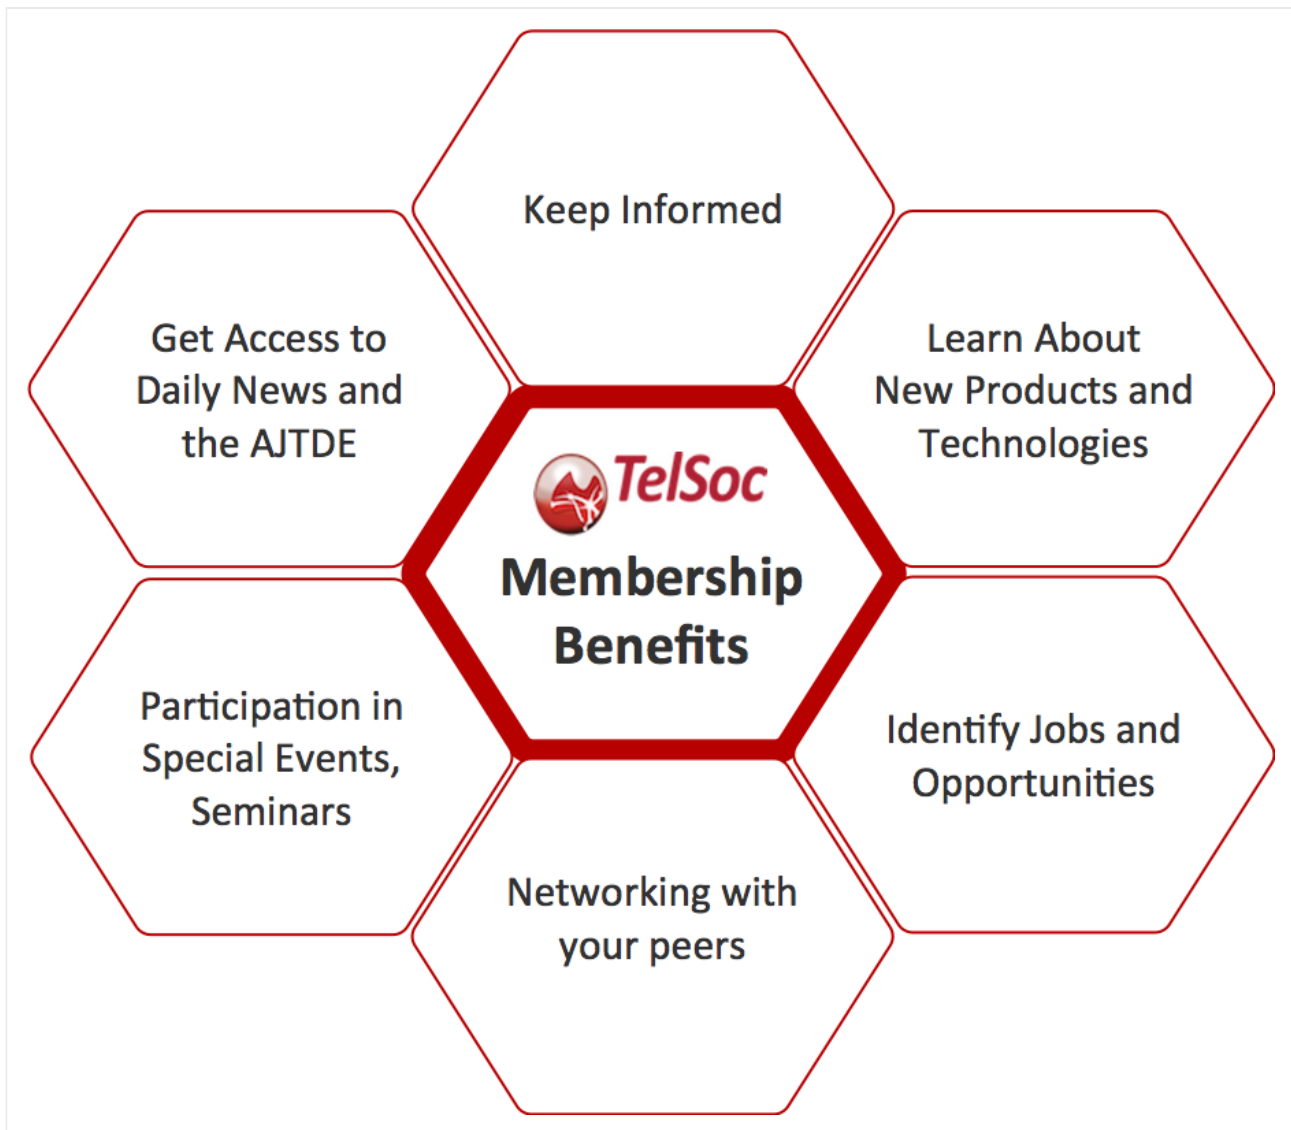 Keep Informed
Get Access to
Daily News and
the AJTDE
Learn About
New Products and
Technologies
TelSoc
Membership
Benefits
Participation in
Special Events,
Seminars
Identify Jobs and
Opportunities
Networking with
your peers